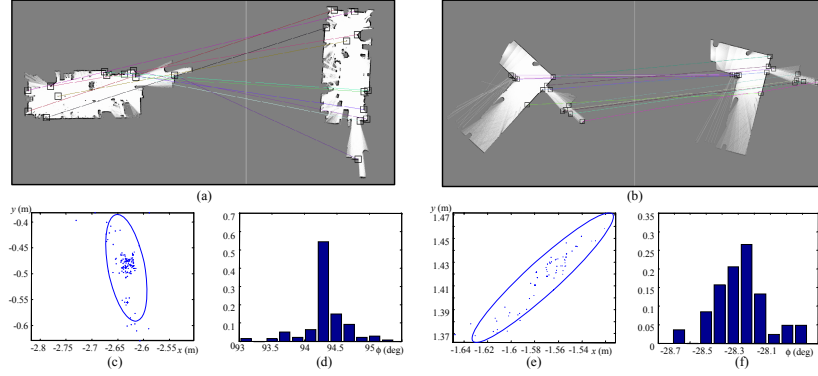 (a)
(b)
y (m)
-0.4
-0.45
-0.5
-0.55
-0.6
-2.8 -2.75 -2.7 -2.65 -2.6 -2.55 x (m)
(c)
0.7
0.6
0.5
0.4
0.3
0.2
0.1
0
93 93.5 94 94.5 95 ϕ (deg)
(d)
y (m)
1.47
1.45
1.43
1.41
1.39
1.37
-1.64 -1.62 -1.6 -1.58 -1.56 -1.54 x (m)
(e)
0.35
0.3
0.25
0.2
0.15
0.1
0.05
0
-28.7 -28.5 -28.3 -28.1 ϕ (deg)
(f)